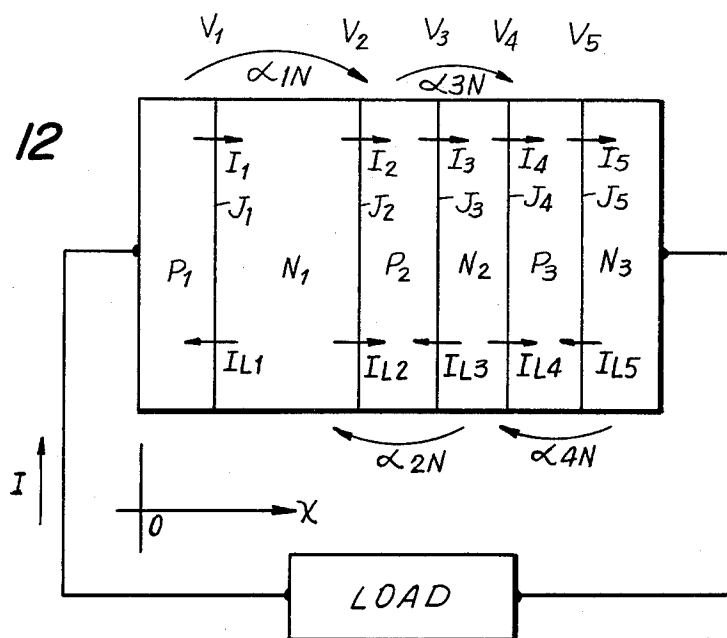 V1 V2 V3 V4 V5
α1N α3N
12
I1 I2 I3 I4 I5
J1 J2 J3 J4 J5
P1 N1 P2 N2 P3 N3
IL1 IL2 IL3 IL4 IL5
α2N α4N
I
0 x
LOAD